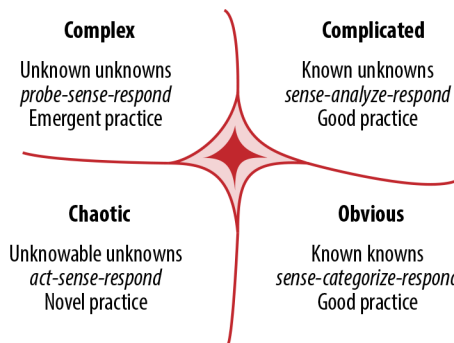 Complex
Unknown unknowns
probe-sense-respond
Emergent practice
Complicated
Known unknowns
sense-analyze-respond
Good practice
Chaotic
Unknowable unknowns
act-sense-respond
Novel practice
Obvious
Known knowns
sense-categorize-respond
Good practice